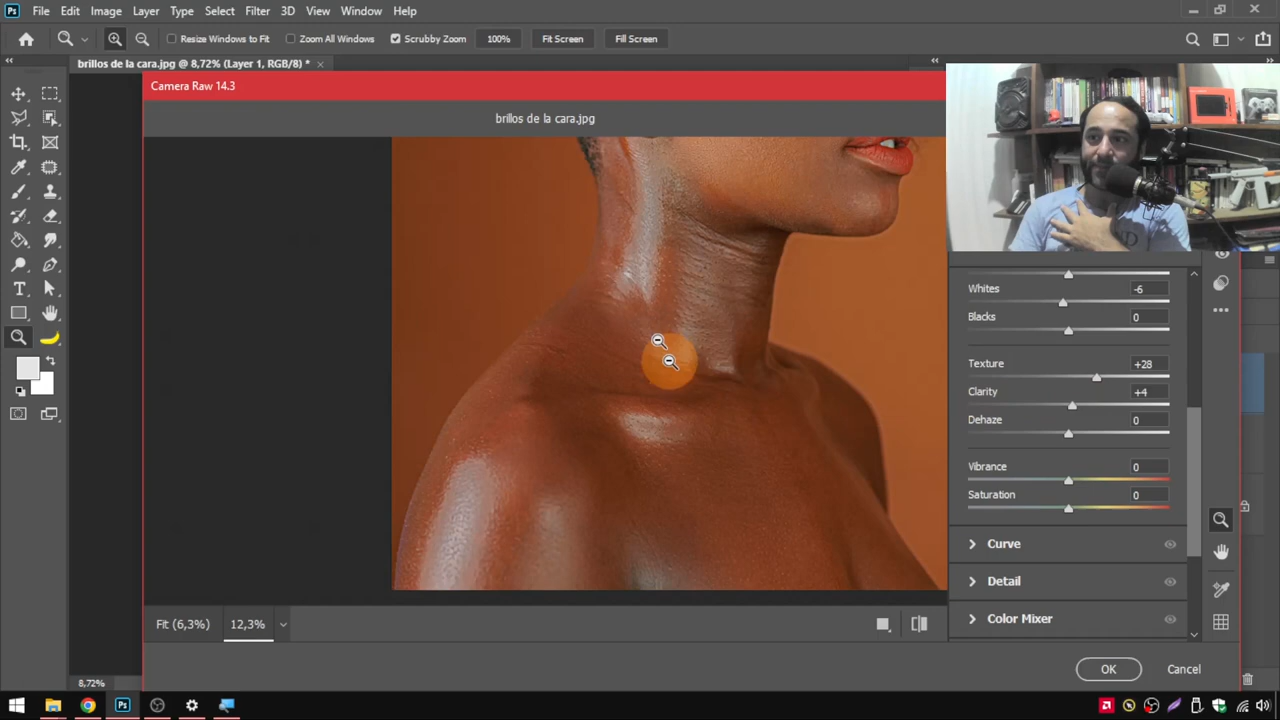 Ps File Edit Image Layer Type Select Filter 3D View Window Help
Resize Windows to Fit Zoom All Windows Scrubby Zoom 100% Fit Screen Fill Screen
brillos de la cara.jpg @ 8,72% (Layer 1, RGB/8) *
Camera Raw 14.3
brillos de la cara.jpg
Whites -6
Blacks 0
Texture +28
Clarity +4
Dehaze 0
Vibrance 0
Saturation 0
Curve
Detail
Color Mixer
Fit (6,3%) 12,3%
OK Cancel
8,72%
Ps